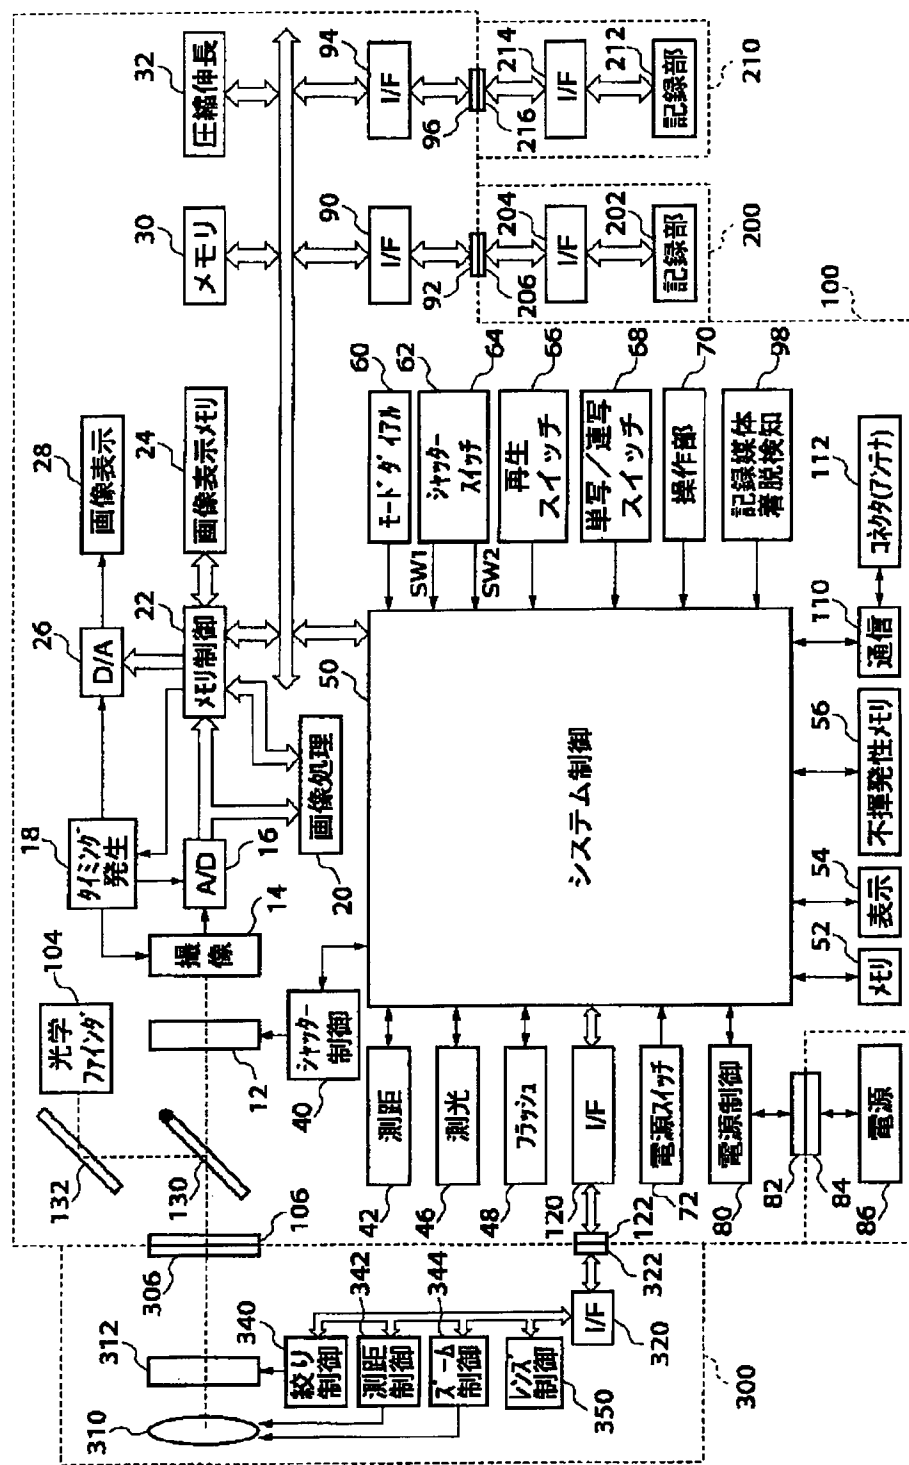 32
圧縮伸長
94
I/F
96
216
214
I/F
212
記録部
210
30
メモリ
90
I/F
92
206
204
I/F
202
記録部
200
100
28
画像表示
24
画像表示メモリ
26
D/A
22
メモリ制御
18
タイミング
発生
16
A/D
14
撮像
20
画像処理
104
光学
ファインダ
12
40
シャッター
制御
132
130
106
306
312
310
50
システム制御
60
モードダイアル
62
64
シャッター
スイッチ
SW1
SW2
66
再生
スイッチ
68
単写/連写
スイッチ
70
操作部
98
記録媒体
着脱検知
112
コネクタ(アンテナ)
110
通信
56
不揮発性メモリ
54
表示
52
メモリ
42
測距
46
測光
48
フラッシュ
120
I/F
122
322
72
電源スイッチ
80
電源制御
82
84
86
電源
340
絞り
制御
342
測距
制御
344
ズーム
制御
350
レンズ
制御
320
I/F
300